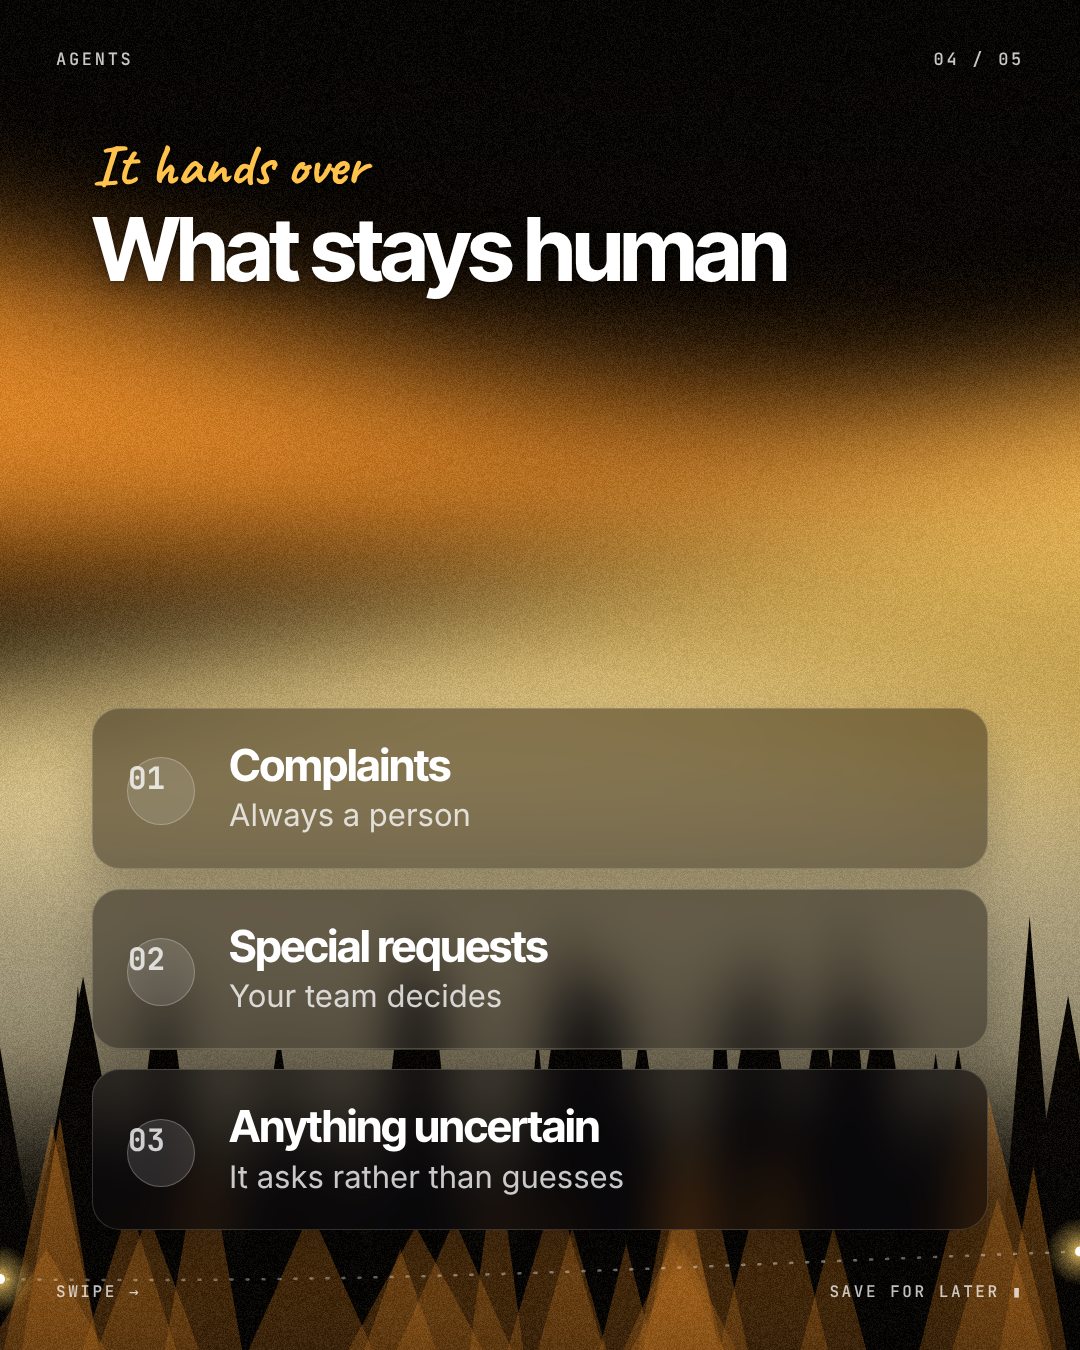 AGENTS
04 / 05
It hands over
What stays human
01
Complaints
Always a person
02
Special requests
Your team decides
03
Anything uncertain
It asks rather than guesses
SWIPE →
SAVE FOR LATER ▮